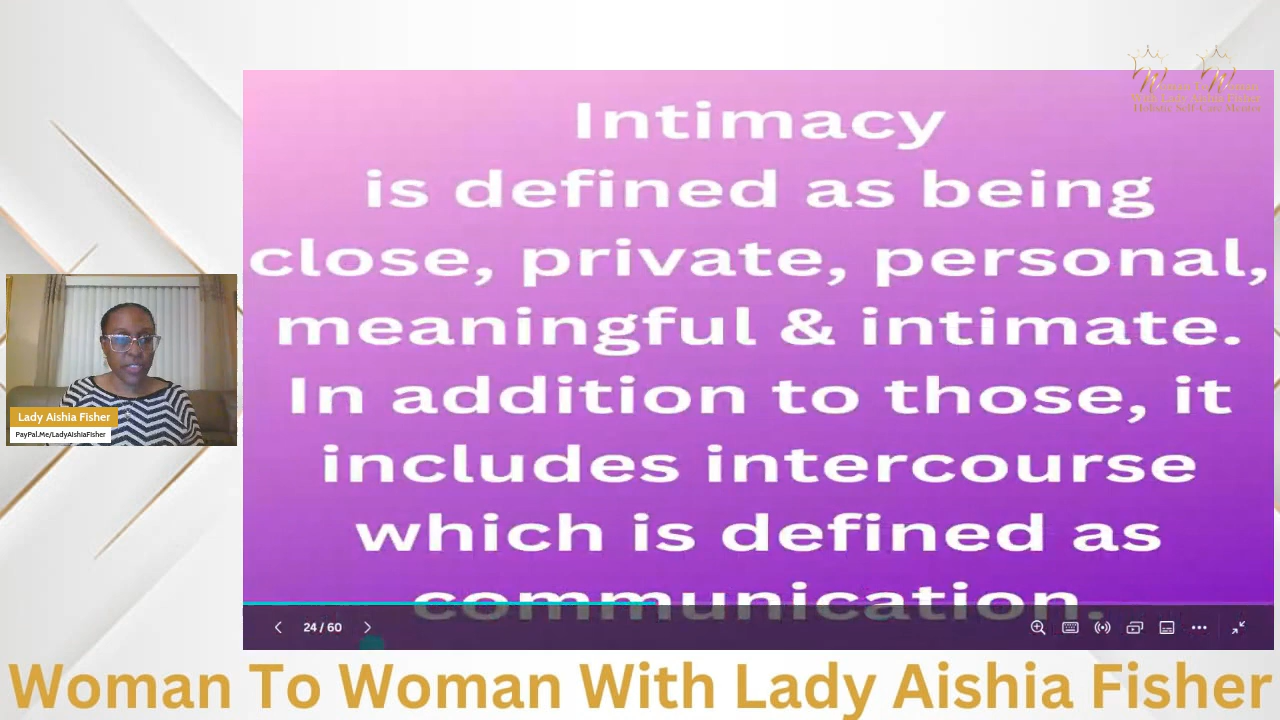 Intimacy
is defined as being
close, private, personal,
meaningful & intimate.
In addition to those, it
includes intercourse
which is defined as
communication.
24 / 60
Lady Aishia Fisher
PayPal.Me/LadyAishiaFisher
Woman To Woman With Lady Aishia Fisher